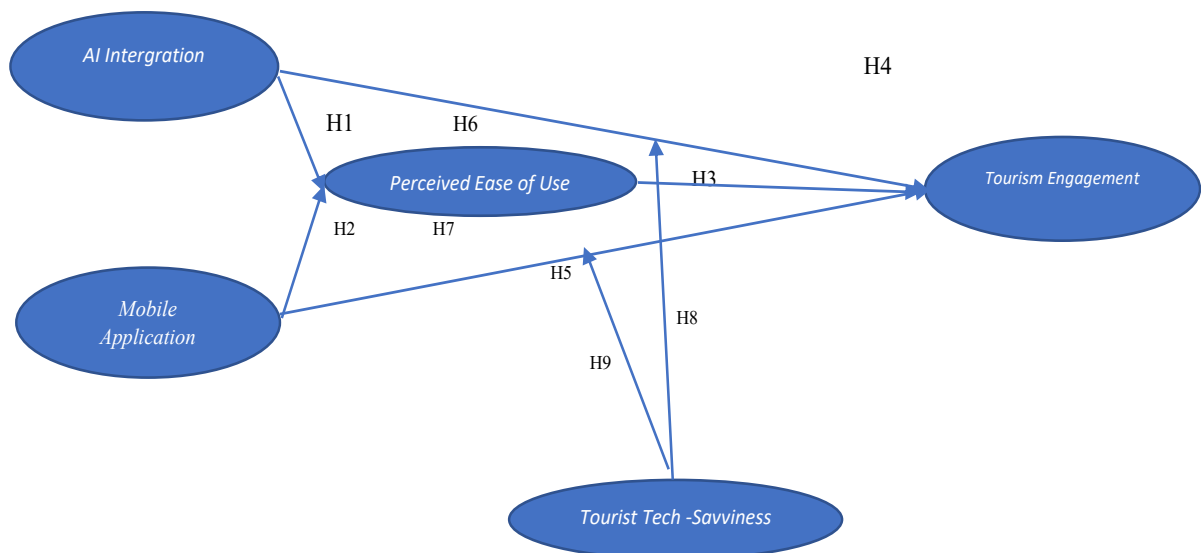 AI Intergration
H4
H1
H6
Perceived Ease of Use
H3
Tourism Engagement
H2
H7
H5
Mobile
Application
H8
H9
Tourist Tech -Savviness